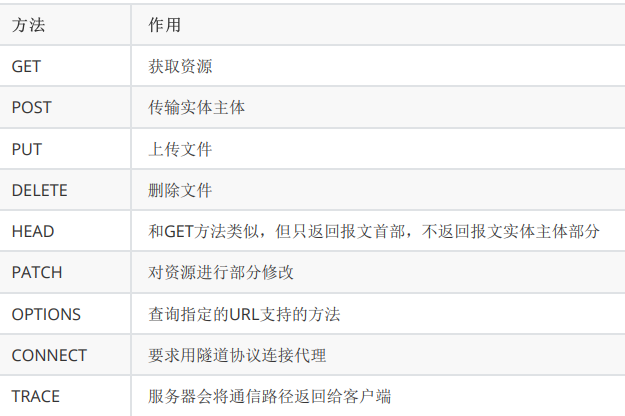 方法 作用
GET 获取资源
POST 传输实体主体
PUT 上传文件
DELETE 删除文件
HEAD 和GET方法类似，但只返回报文首部，不返回报文实体主体部分
PATCH 对资源进行部分修改
OPTIONS 查询指定的URL支持的方法
CONNECT 要求用隧道协议连接代理
TRACE 服务器会将通信路径返回给客户端